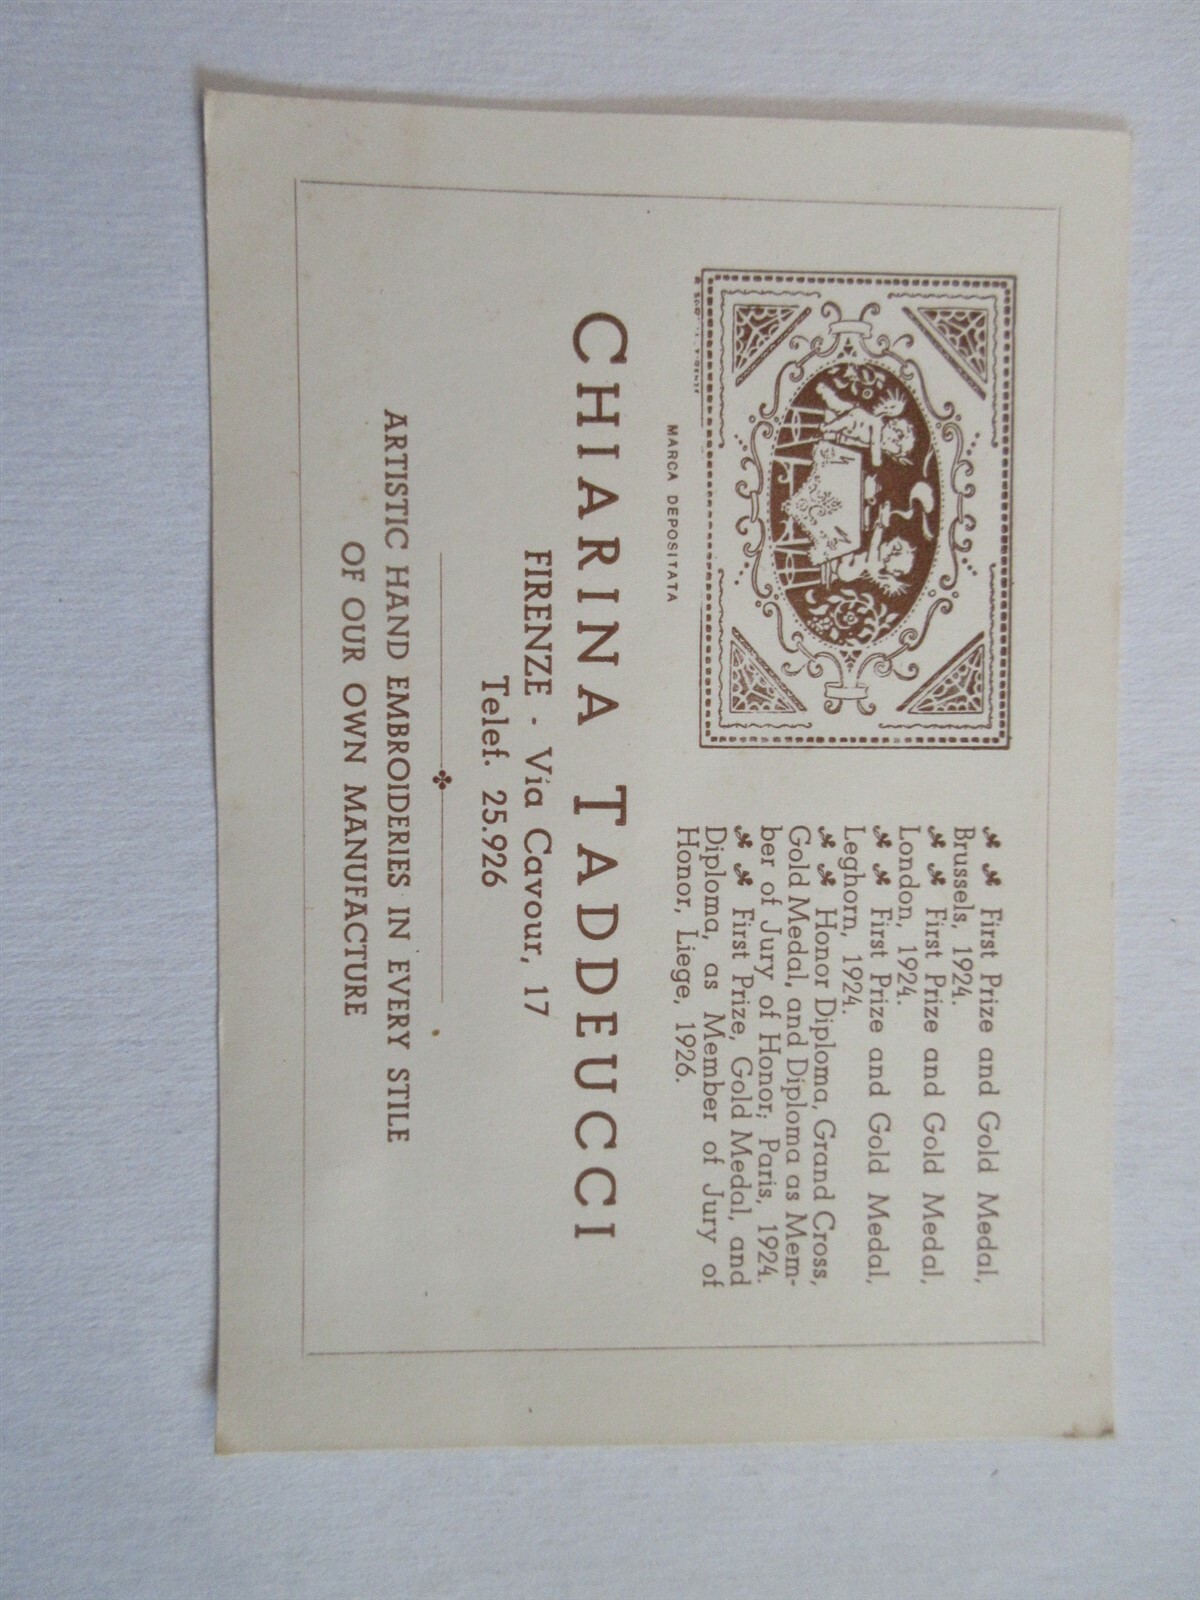 ❧ ❧ First Prize and Gold Medal,
Brussels, 1924.
❧ ❧ First Prize and Gold Medal,
London, 1924.
❧ ❧ First Prize and Gold Medal,
Leghorn, 1924.
❧ ❧ Honor Diploma, Grand Cross,
Gold Medal, and Diploma as Mem-
ber of Jury of Honor; Paris, 1924.
❧ ❧ First Prize, Gold Medal, and
Diploma, as Member of Jury of
Honor, Liege, 1926.
MARCA DEPOSITATA
CHIARINA TADDEUCCI
FIRENZE - Via Cavour, 17
Telef. 25.926
ARTISTIC HAND EMBROIDERIES IN EVERY STILE
OF OUR OWN MANUFACTURE